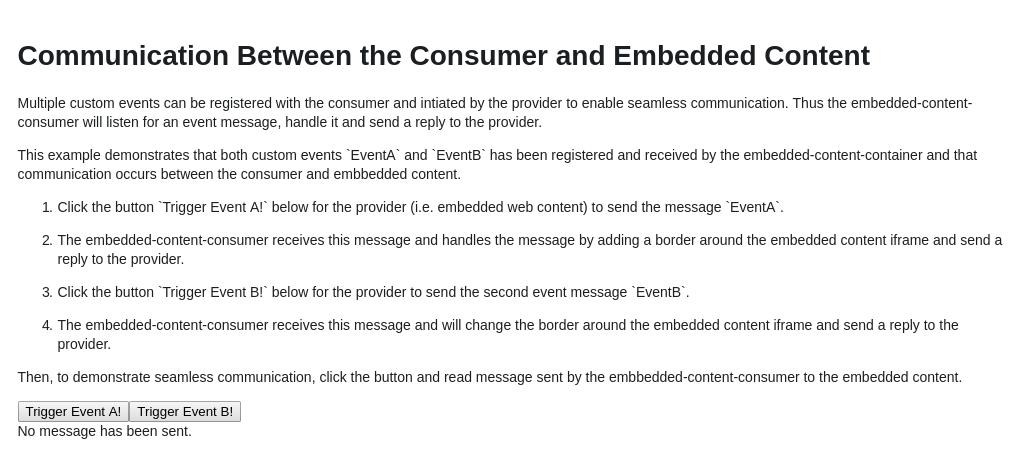 Communication Between the Consumer and Embedded Content
Multiple custom events can be registered with the consumer and intiated by the provider to enable seamless communication. Thus the embedded-content-
consumer will listen for an event message, handle it and send a reply to the provider.
This example demonstrates that both custom events `EventA` and `EventB` has been registered and received by the embedded-content-container and that
communication occurs between the consumer and embbedded content.
1. Click the button `Trigger Event A!` below for the provider (i.e. embedded web content) to send the message `EventA`.
2. The embedded-content-consumer receives this message and handles the message by adding a border around the embedded content iframe and send a
reply to the provider.
3. Click the button `Trigger Event B!` below for the provider to send the second event message `EventB`.
4. The embedded-content-consumer receives this message and will change the border around the embedded content iframe and send a reply to the
provider.
Then, to demonstrate seamless communication, click the button and read message sent by the embbedded-content-consumer to the embedded content.
Trigger Event A! Trigger Event B!
No message has been sent.